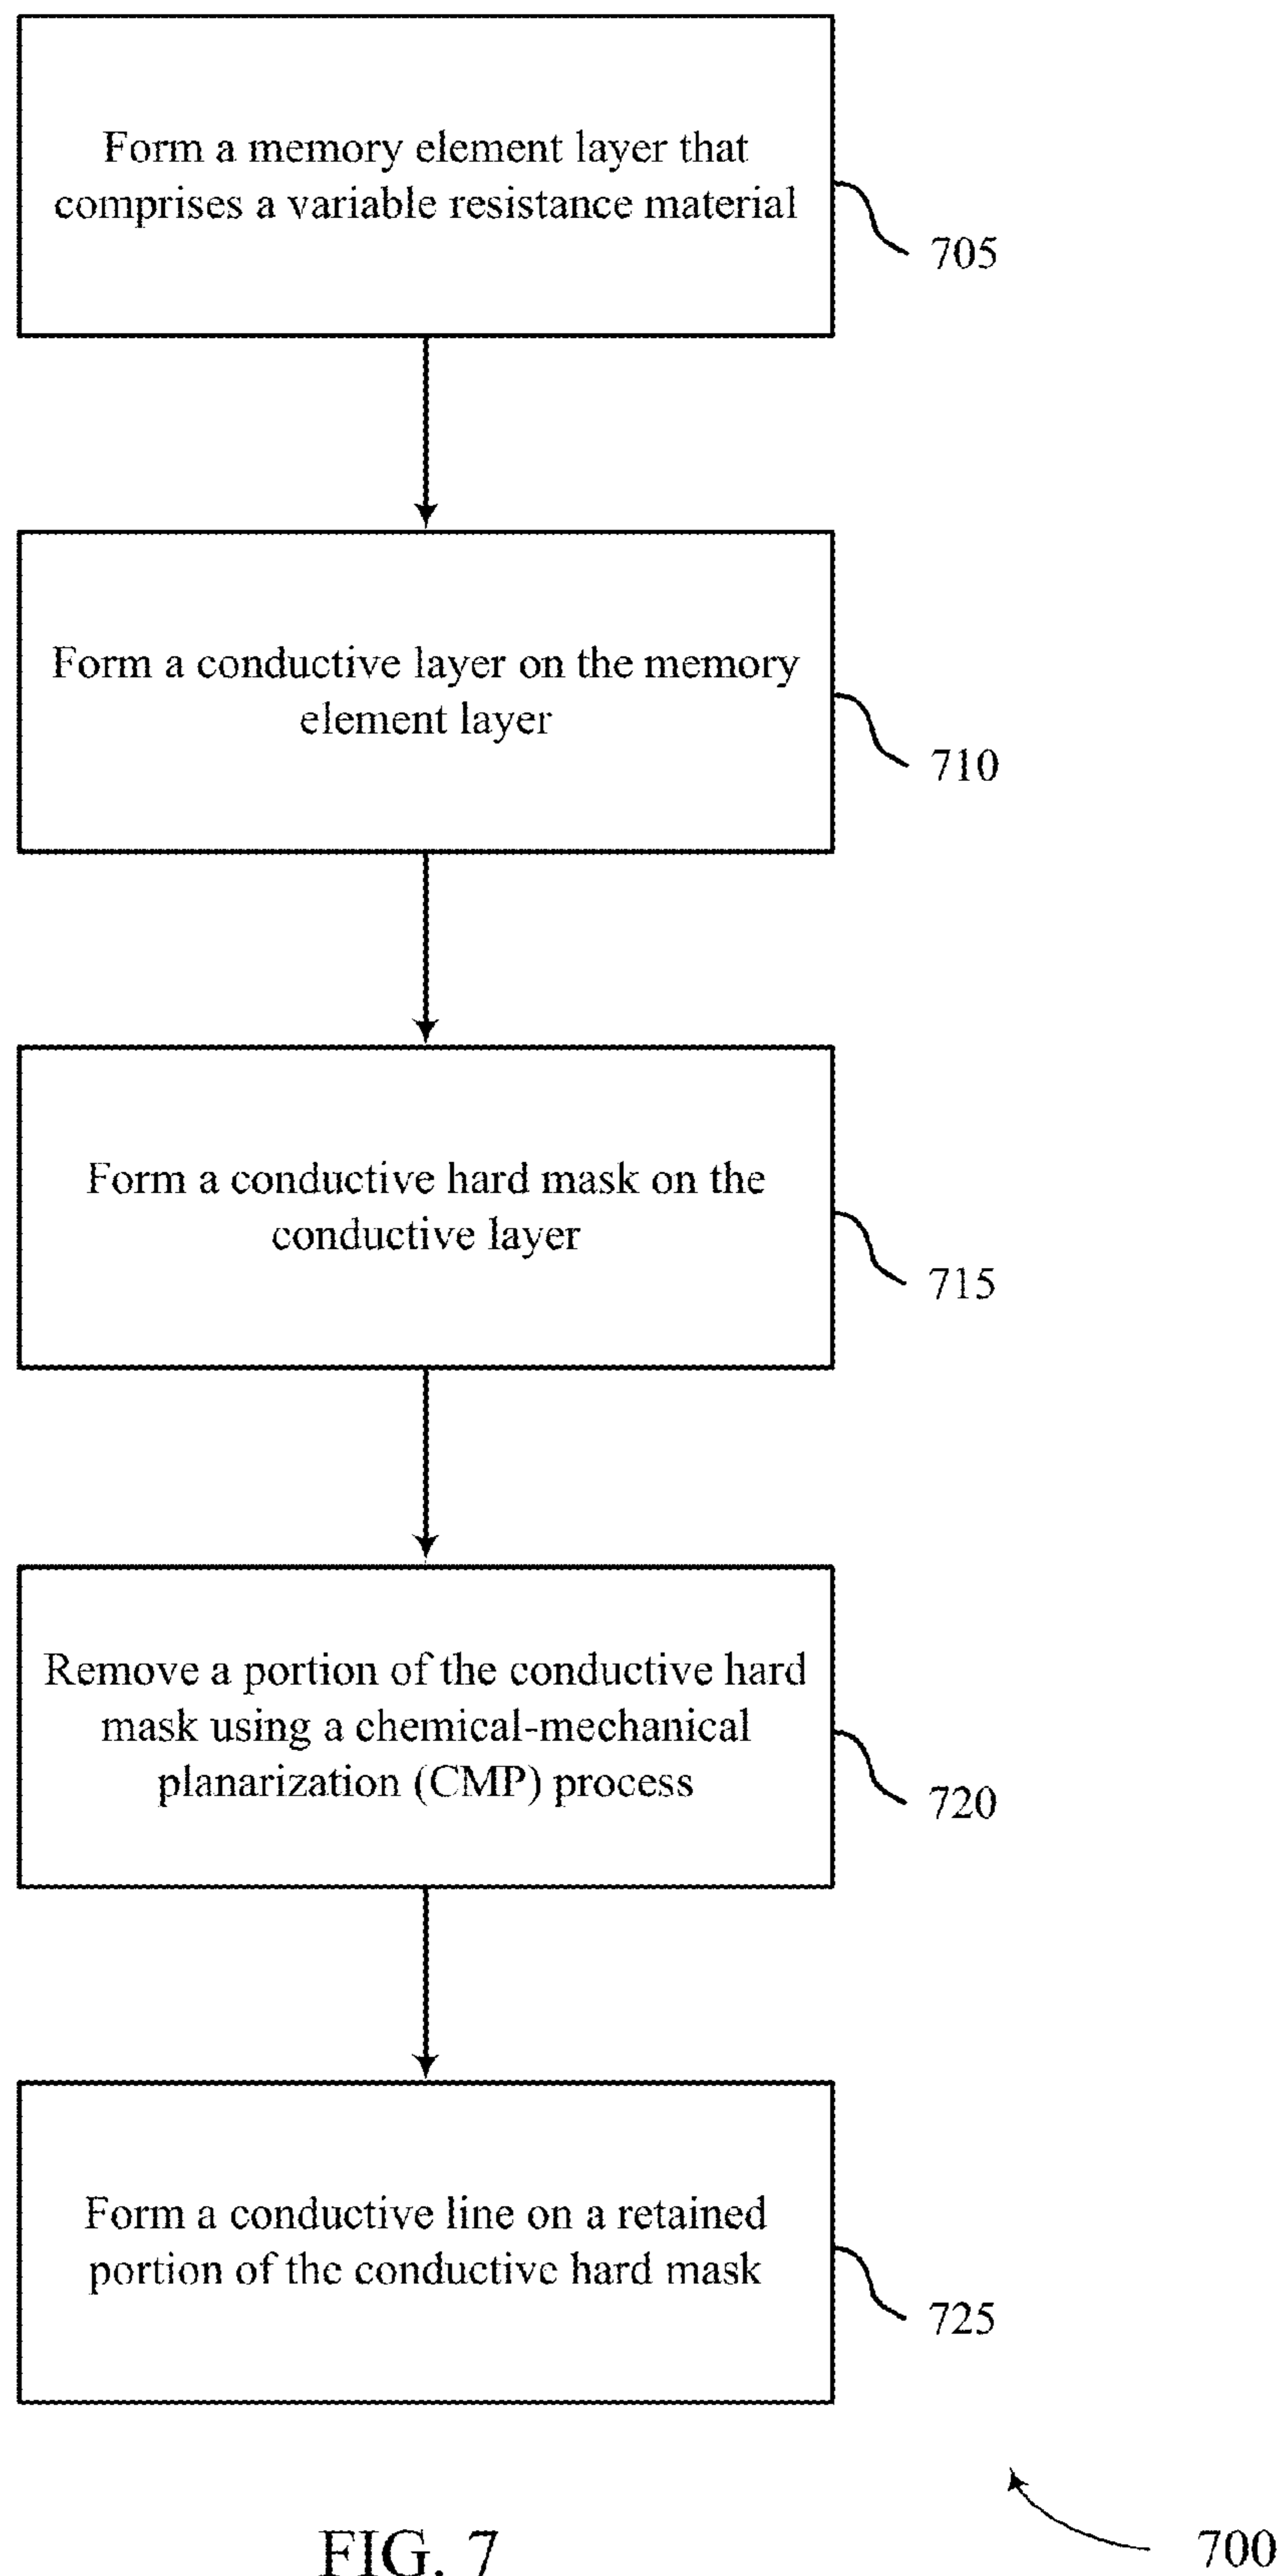 Form a memory element layer that
comprises a variable resistance material
705
Form a conductive layer on the memory
element layer
710
Form a conductive hard mask on the
conductive layer
715
Remove a portion of the conductive hard
mask using a chemical-mechanical
planarization (CMP) process
720
Form a conductive line on a retained
portion of the conductive hard mask
725
700
FIG. 7